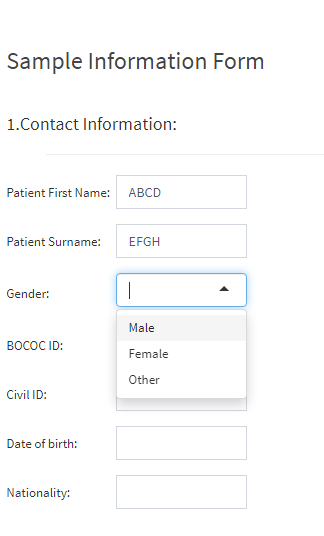 Sample Information Form
1.Contact Information:
Patient First Name: ABCD
Patient Surname: EFGH
Gender:
Male
Female
Other
BOCOC ID:
Civil ID:
Date of birth:
Nationality: